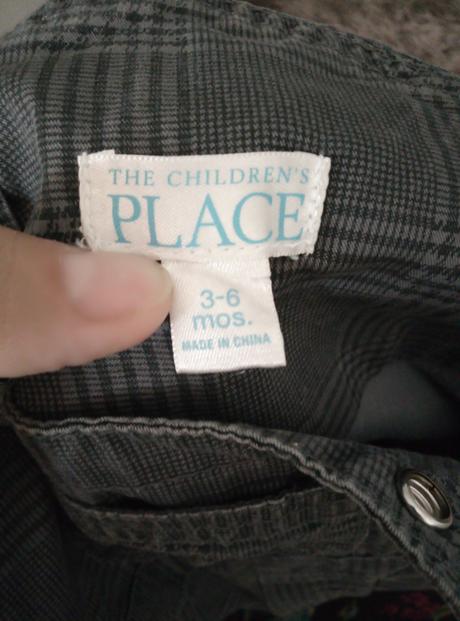 THE CHILDREN'S
PLACE
3-6
mos.
MADE IN CHINA